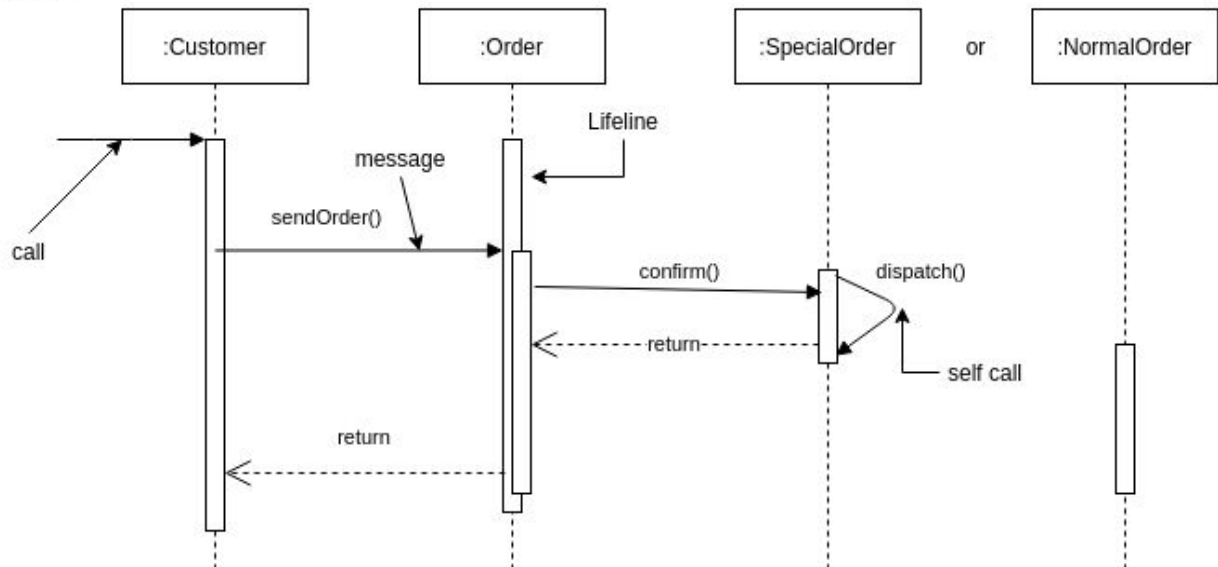 :Customer
:Order
:SpecialOrder
or
:NormalOrder
Lifeline
message
sendOrder()
call
confirm()
dispatch()
return
self call
return